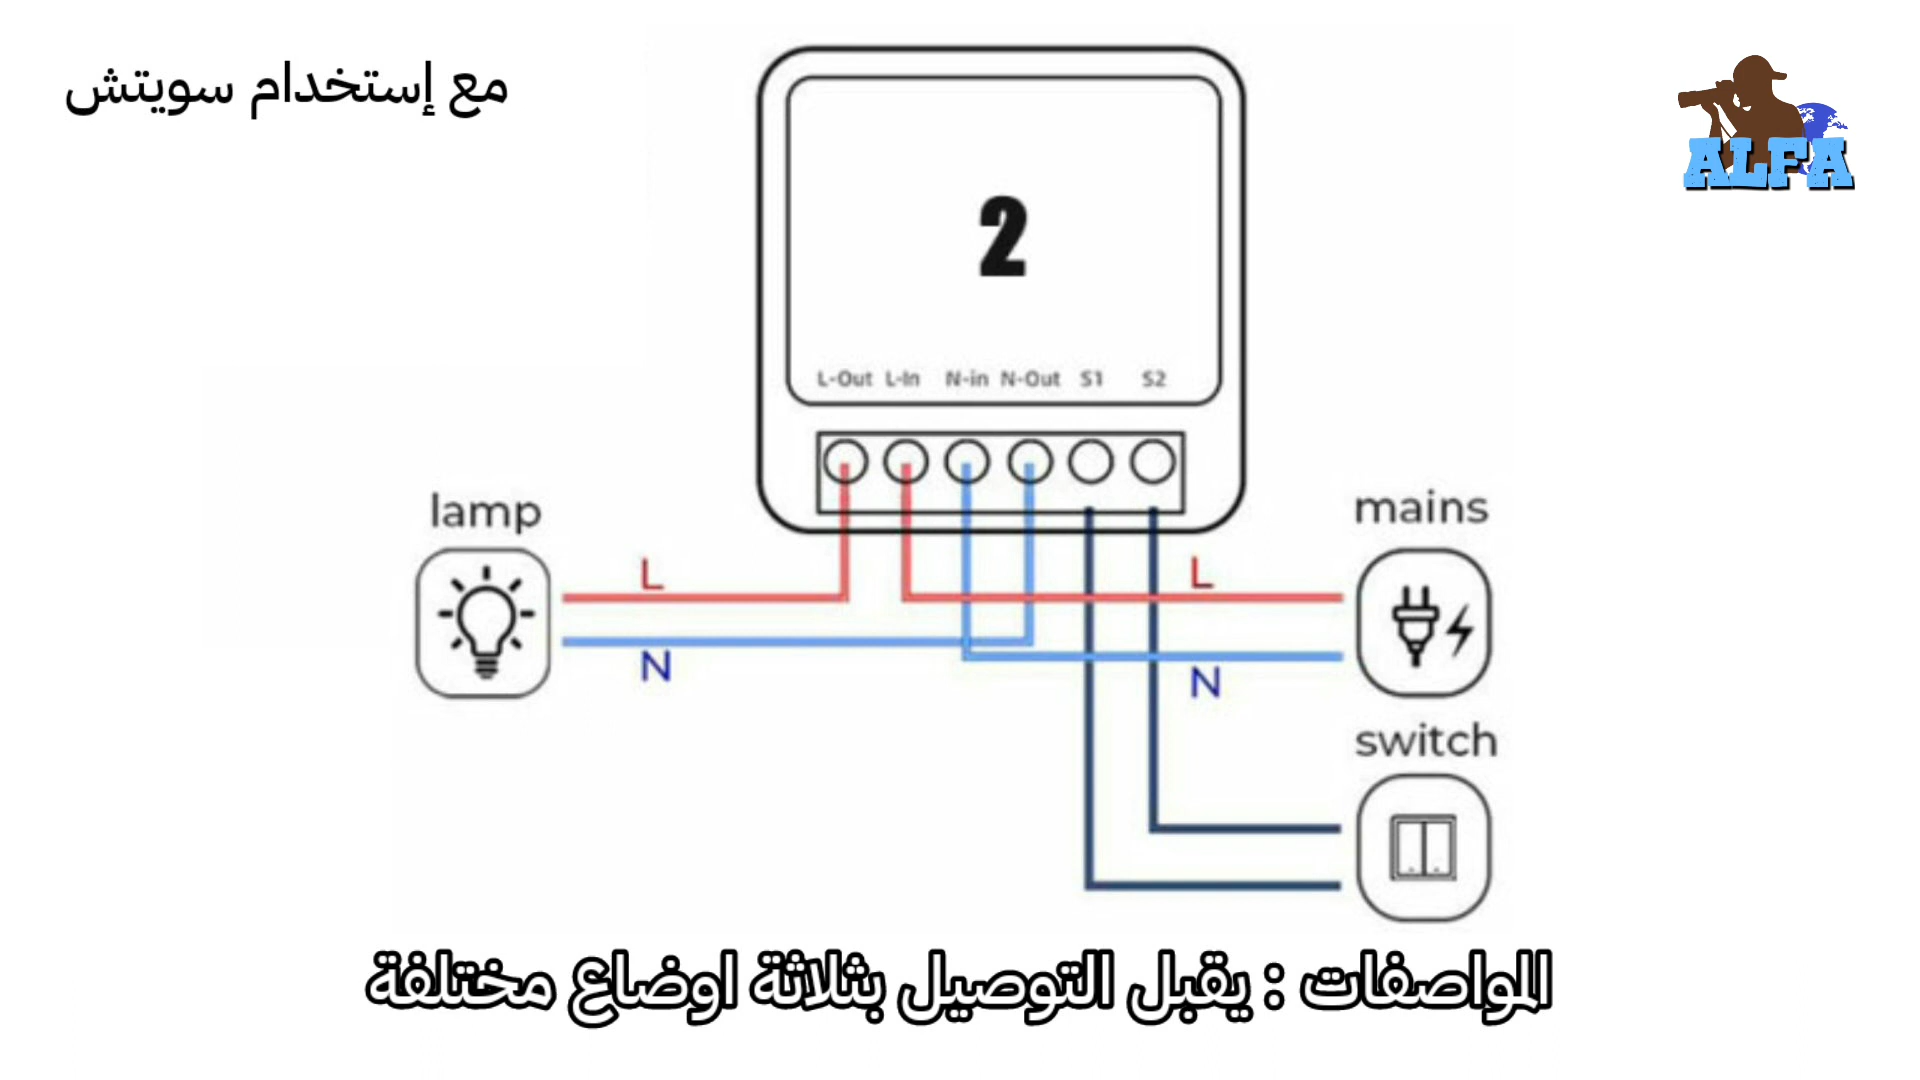 مع إستخدام سويتش
ALFA
2
L-Out L-In N-in N-Out S1 S2
lamp
mains
L
L
N
N
switch
المواصفات : يقبل التوصيل بثلاثة اوضاع مختلفة